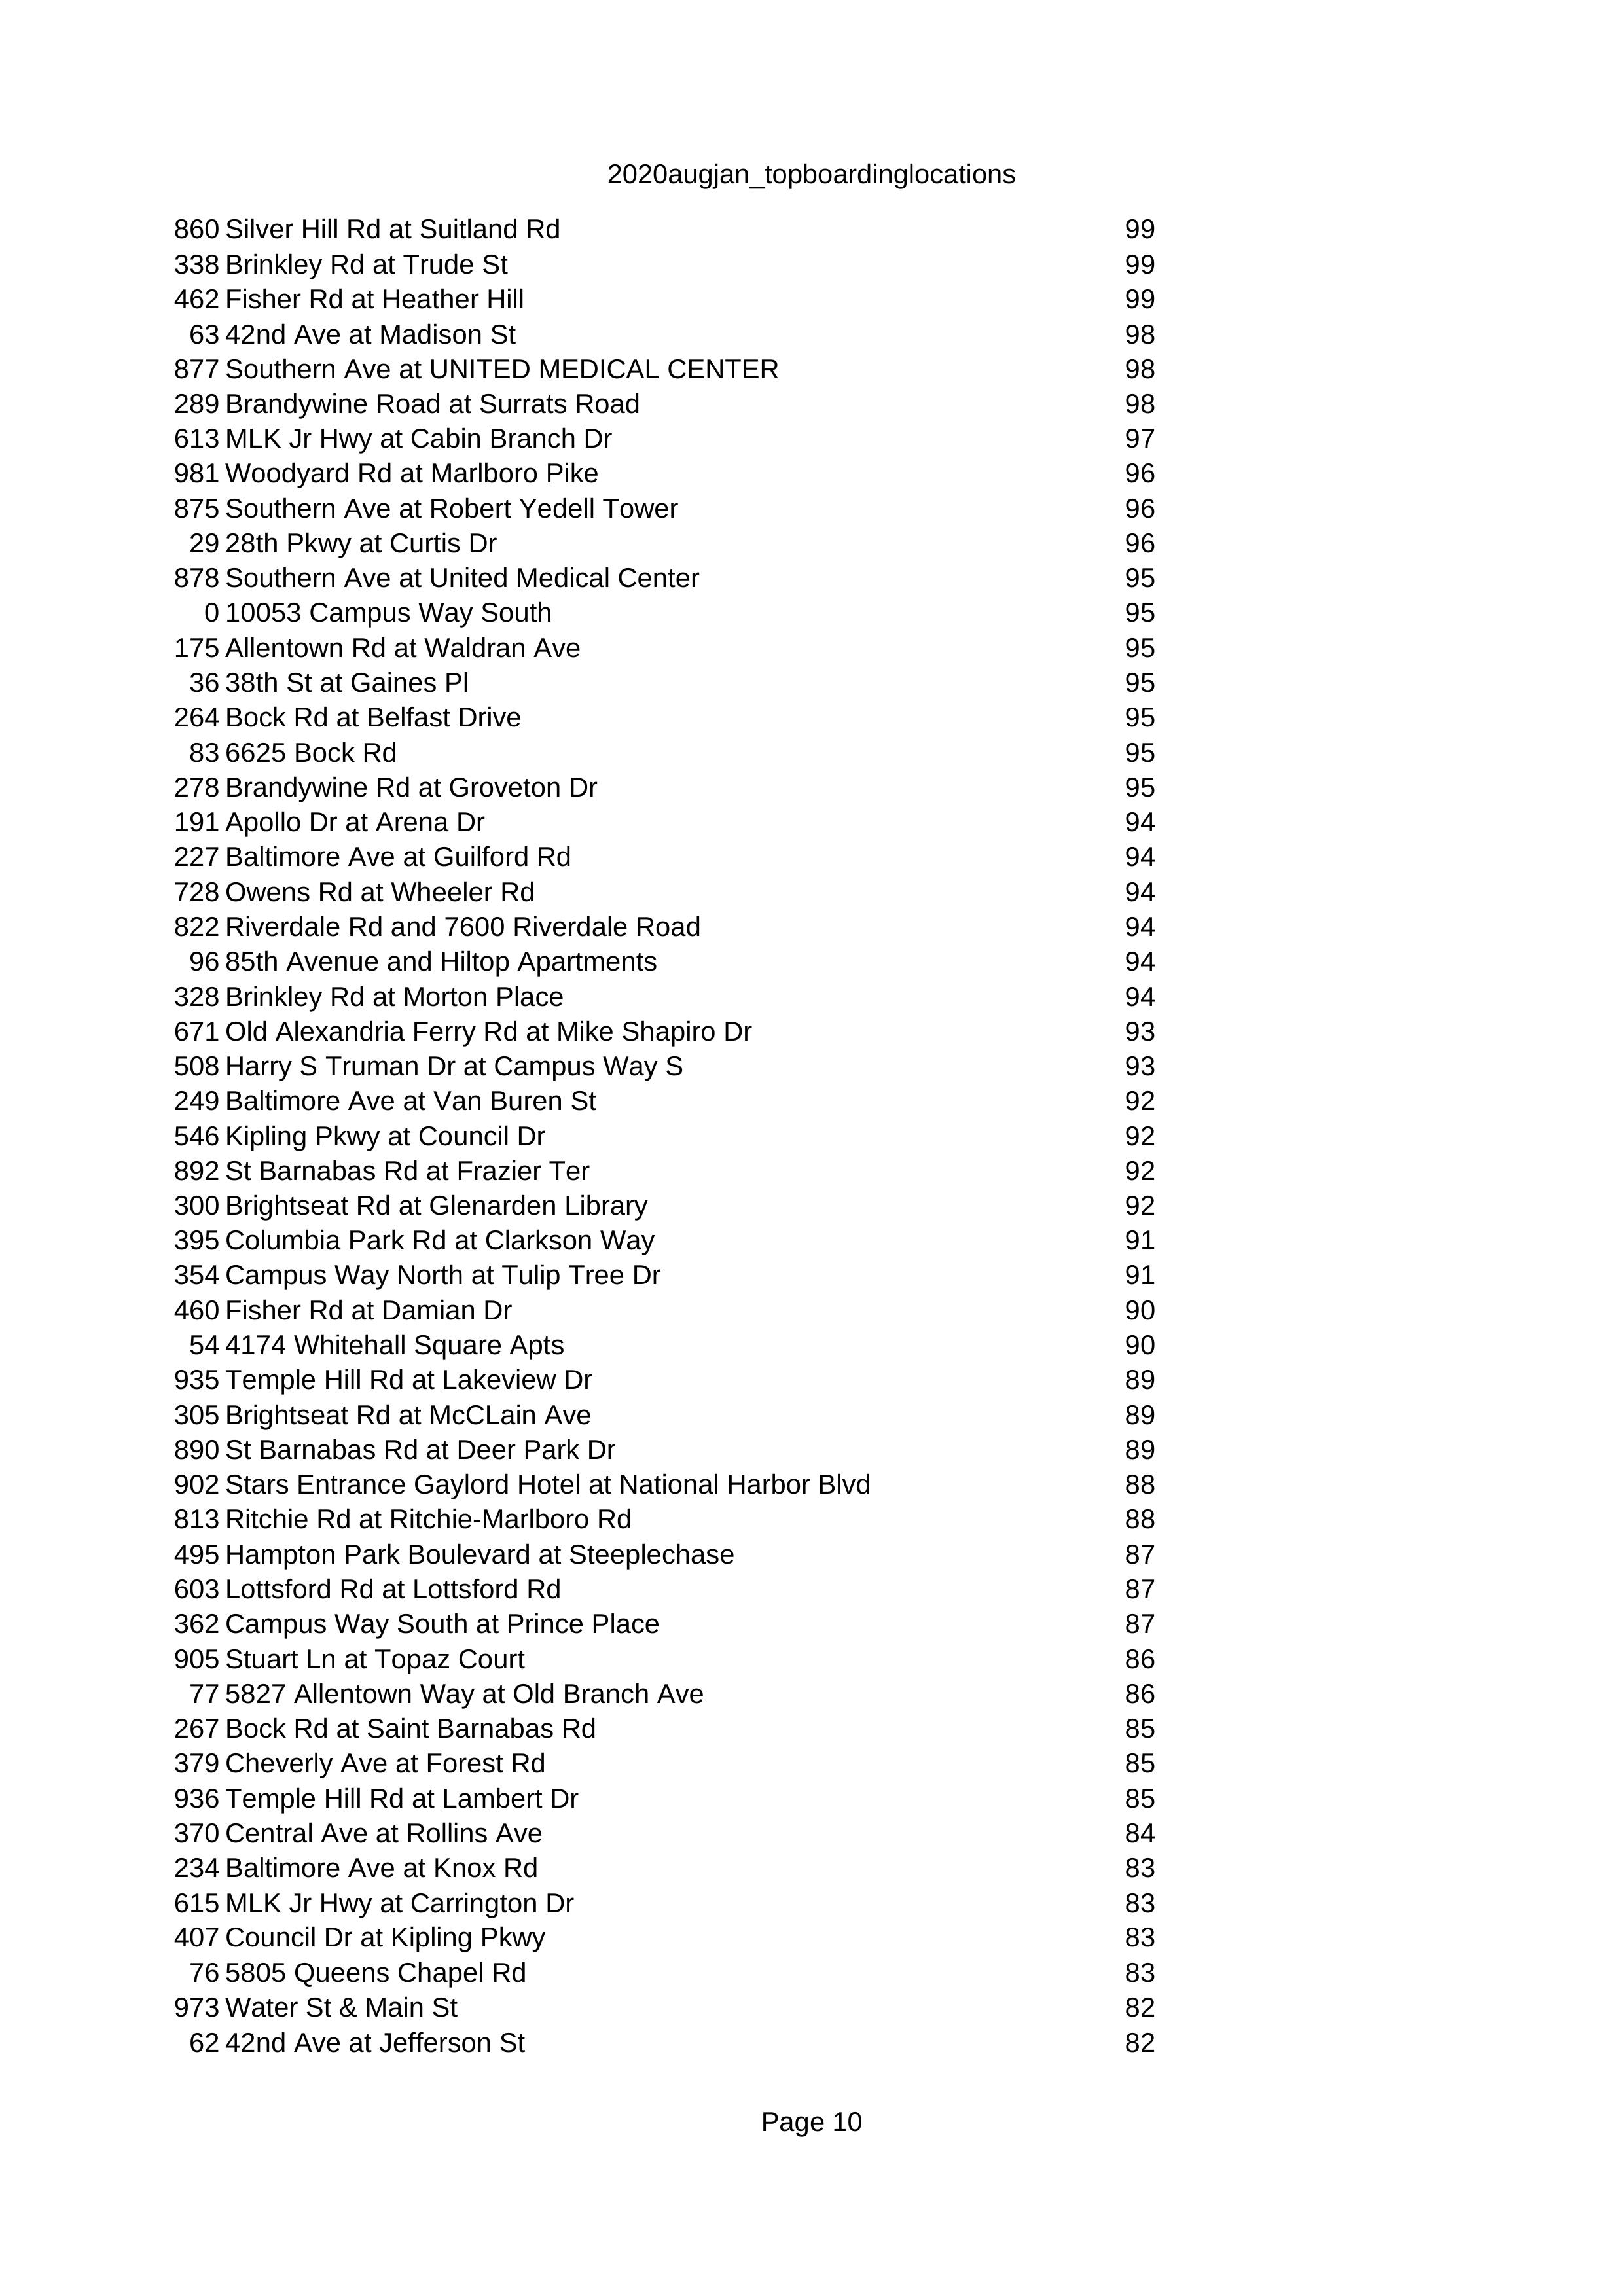 2020augjan_topboardinglocations
860 Silver Hill Rd at Suitland Rd 99
338 Brinkley Rd at Trude St 99
462 Fisher Rd at Heather Hill 99
63 42nd Ave at Madison St 98
877 Southern Ave at UNITED MEDICAL CENTER 98
289 Brandywine Road at Surrats Road 98
613 MLK Jr Hwy at Cabin Branch Dr 97
981 Woodyard Rd at Marlboro Pike 96
875 Southern Ave at Robert Yedell Tower 96
29 28th Pkwy at Curtis Dr 96
878 Southern Ave at United Medical Center 95
0 10053 Campus Way South 95
175 Allentown Rd at Waldran Ave 95
36 38th St at Gaines Pl 95
264 Bock Rd at Belfast Drive 95
83 6625 Bock Rd 95
278 Brandywine Rd at Groveton Dr 95
191 Apollo Dr at Arena Dr 94
227 Baltimore Ave at Guilford Rd 94
728 Owens Rd at Wheeler Rd 94
822 Riverdale Rd and 7600 Riverdale Road 94
96 85th Avenue and Hiltop Apartments 94
328 Brinkley Rd at Morton Place 94
671 Old Alexandria Ferry Rd at Mike Shapiro Dr 93
508 Harry S Truman Dr at Campus Way S 93
249 Baltimore Ave at Van Buren St 92
546 Kipling Pkwy at Council Dr 92
892 St Barnabas Rd at Frazier Ter 92
300 Brightseat Rd at Glenarden Library 92
395 Columbia Park Rd at Clarkson Way 91
354 Campus Way North at Tulip Tree Dr 91
460 Fisher Rd at Damian Dr 90
54 4174 Whitehall Square Apts 90
935 Temple Hill Rd at Lakeview Dr 89
305 Brightseat Rd at McCLain Ave 89
890 St Barnabas Rd at Deer Park Dr 89
902 Stars Entrance Gaylord Hotel at National Harbor Blvd 88
813 Ritchie Rd at Ritchie-Marlboro Rd 88
495 Hampton Park Boulevard at Steeplechase 87
603 Lottsford Rd at Lottsford Rd 87
362 Campus Way South at Prince Place 87
905 Stuart Ln at Topaz Court 86
77 5827 Allentown Way at Old Branch Ave 86
267 Bock Rd at Saint Barnabas Rd 85
379 Cheverly Ave at Forest Rd 85
936 Temple Hill Rd at Lambert Dr 85
370 Central Ave at Rollins Ave 84
234 Baltimore Ave at Knox Rd 83
615 MLK Jr Hwy at Carrington Dr 83
407 Council Dr at Kipling Pkwy 83
76 5805 Queens Chapel Rd 83
973 Water St & Main St 82
62 42nd Ave at Jefferson St 82
Page 10